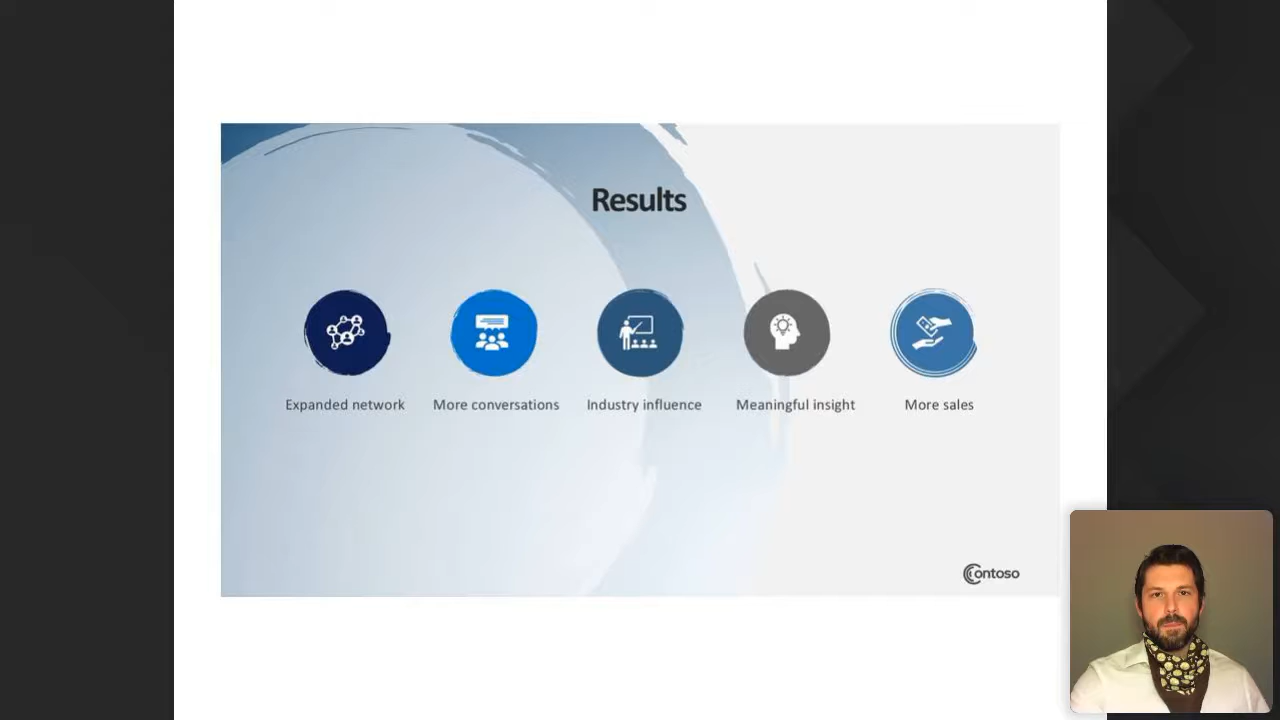 Results
Expanded network
More conversations
Industry influence
Meaningful insight
More sales
Contoso